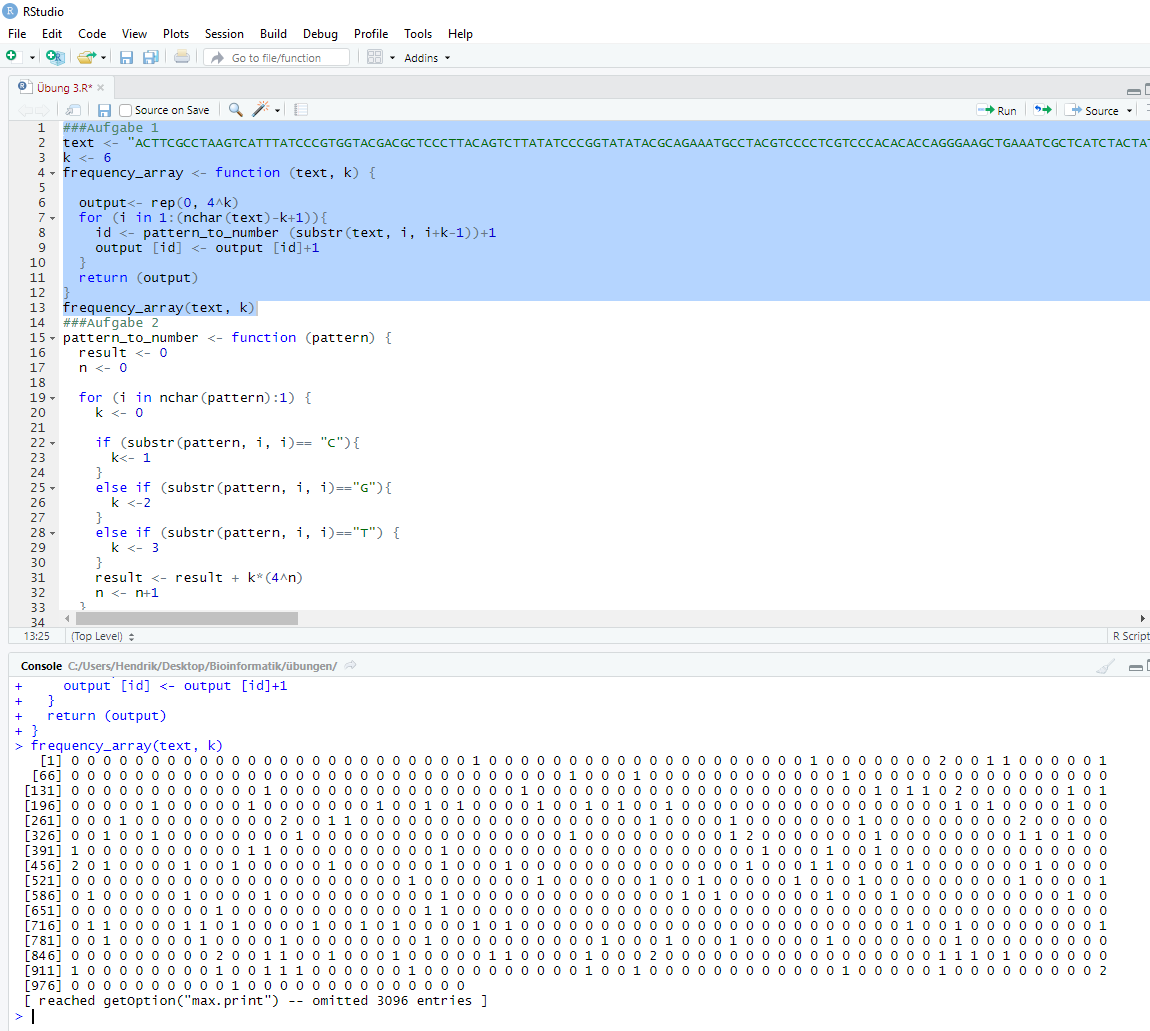 RStudio
File Edit Code View Plots Session Build Debug Profile Tools Help
Go to file/function Addins
Übung 3.R*
Source on Save Run Source
1 ###Aufgabe 1
2 text <- "ACTTCGCCTAAGTCATTTATCCCGTGGTACGACGCTCCCTTACAGTCTTATATCCCGGTATATACGCAGAAATGCCTACGTCCCCTCGTCCCACACACCAGGGAAGCTGAAATCGCTCATCTACTAT
3 k <- 6
4 frequency_array <- function (text, k) {
5
6 output<- rep(0, 4^k)
7 for (i in 1:(nchar(text)-k+1)){
8 id <- pattern_to_number (substr(text, i, i+k-1))+1
9 output [id] <- output [id]+1
10 }
11 return (output)
12 }
13 frequency_array(text, k)
14 ###Aufgabe 2
15 pattern_to_number <- function (pattern) {
16 result <- 0
17 n <- 0
18
19 for (i in nchar(pattern):1) {
20 k <- 0
21
22 if (substr(pattern, i, i)== "C"){
23 k<- 1
24 }
25 else if (substr(pattern, i, i)=="G"){
26 k <-2
27 }
28 else if (substr(pattern, i, i)=="T") {
29 k <- 3
30 }
31 result <- result + k*(4^n)
32 n <- n+1
33 }
34
13:25 (Top Level) R Script
Console C:/Users/Hendrik/Desktop/Bioinformatik/übungen/
+ output [id] <- output [id]+1
+ }
+ return (output)
+ }
> frequency_array(text, k)
[1] 0 0 0 0 0 0 0 0 0 0 0 0 0 0 0 0 0 0 0 0 0 0 0 0 0 1 0 0 0 0 0 0 0 0 0 0 0 0 0 0 0 0 0 0 0 0 1 0 0 0 0 0 0 0 2 0 0 1 1 0 0 0 0 0 1
[66] 0 0 0 0 0 0 0 0 0 0 0 0 0 0 0 0 0 0 0 0 0 0 0 0 0 0 0 0 0 0 0 1 0 0 0 1 0 0 0 0 0 0 0 0 0 0 0 0 1 0 0 0 0 0 0 0 0 0 0 0 0 0 0 0 0
[131] 0 0 0 0 0 0 0 0 0 0 0 0 1 0 0 0 0 0 0 0 0 0 0 0 0 0 0 0 1 0 0 0 0 0 0 0 0 0 0 0 0 0 0 0 0 0 0 0 0 0 1 0 1 1 0 2 0 0 0 0 0 0 1 0 1
[196] 0 0 0 0 0 1 0 0 0 0 0 1 0 0 0 0 0 0 0 1 0 0 1 0 1 0 0 0 0 1 0 0 1 0 1 0 0 1 0 0 0 0 0 0 0 0 0 0 0 0 0 0 0 0 0 1 0 1 0 0 0 0 1 0 0
[261] 0 0 0 1 0 0 0 0 0 0 0 0 0 2 0 0 1 1 0 0 0 0 0 0 0 0 0 0 0 0 0 0 0 0 0 0 1 0 0 0 0 1 0 0 0 0 0 0 0 1 0 0 0 0 0 0 0 0 0 2 0 0 0 0 0
[326] 0 0 1 0 0 1 0 0 0 0 0 0 0 0 1 0 0 0 0 0 0 0 0 0 0 0 0 0 0 0 0 1 0 0 0 0 0 0 0 0 0 1 2 0 0 0 0 0 0 0 1 0 0 0 0 0 0 0 0 1 1 0 1 0 0
[391] 1 0 0 0 0 0 0 0 0 0 0 1 1 0 0 0 0 0 0 0 0 0 0 1 0 0 0 0 0 0 0 0 0 0 0 0 0 0 0 0 0 0 0 1 0 0 0 1 0 0 1 0 0 0 0 0 0 0 0 0 0 0 0 0 0
[456] 2 0 1 0 0 0 0 1 0 0 1 0 0 0 0 0 1 0 0 0 0 0 0 1 0 0 0 1 0 0 0 0 0 0 0 0 0 0 0 0 0 0 1 0 0 0 1 1 0 0 0 0 1 0 0 0 0 0 0 0 1 0 0 0 0
[521] 0 0 0 0 0 0 0 0 0 0 0 0 0 0 0 0 0 0 0 0 0 1 0 0 0 0 0 0 0 1 0 0 0 0 0 0 1 0 0 1 0 0 0 0 0 1 0 0 0 1 0 0 0 0 0 0 0 0 0 1 0 0 0 0 1
[586] 0 1 0 0 0 0 0 1 0 0 0 0 1 0 0 0 0 0 0 0 0 0 0 1 0 0 0 0 0 0 0 0 0 0 0 0 0 0 1 0 1 0 0 0 0 0 0 1 0 0 0 1 0 0 0 0 0 0 0 0 0 0 1 0 0
[651] 0 0 0 0 0 0 0 0 0 1 0 0 0 0 0 0 0 0 0 0 0 0 1 1 0 0 0 0 0 0 0 0 0 0 0 0 0 0 0 0 0 0 0 0 0 0 0 0 0 0 0 0 0 0 0 0 0 0 0 0 0 0 0 0 0
[716] 0 1 1 0 0 0 0 1 1 0 1 0 0 0 0 1 0 0 1 0 1 0 0 0 0 1 0 1 0 0 0 0 0 0 0 0 0 0 0 0 0 0 0 0 0 0 0 0 0 0 0 0 1 0 0 1 0 0 0 0 0 0 0 0 1
[781] 0 0 1 0 0 0 0 0 1 0 0 0 0 1 0 0 0 0 0 0 0 0 1 0 0 0 0 0 0 0 0 0 0 1 0 0 0 1 0 0 0 1 0 0 0 0 0 1 0 0 0 0 0 0 0 1 0 0 0 0 0 0 0 0 0
[846] 0 0 0 0 0 0 0 0 0 2 0 0 1 1 0 0 1 0 0 0 1 0 0 0 0 0 1 1 0 0 0 0 1 0 0 0 2 0 0 0 0 0 0 0 0 0 0 0 0 0 0 0 0 0 1 1 1 0 1 0 0 0 0 0 0
[911] 1 0 0 0 0 0 0 0 0 1 0 0 1 1 1 0 0 0 0 0 0 1 0 0 0 0 0 0 0 0 0 0 1 0 0 1 0 0 0 0 0 0 0 0 0 0 0 0 1 0 0 0 0 0 1 0 0 0 0 0 0 0 0 0 2
[976] 0 0 0 0 0 0 0 0 0 0 1 0 0 0 0 0 0 0 0 0 0 0 0 0 0
[ reached getOption("max.print") -- omitted 3096 entries ]
>